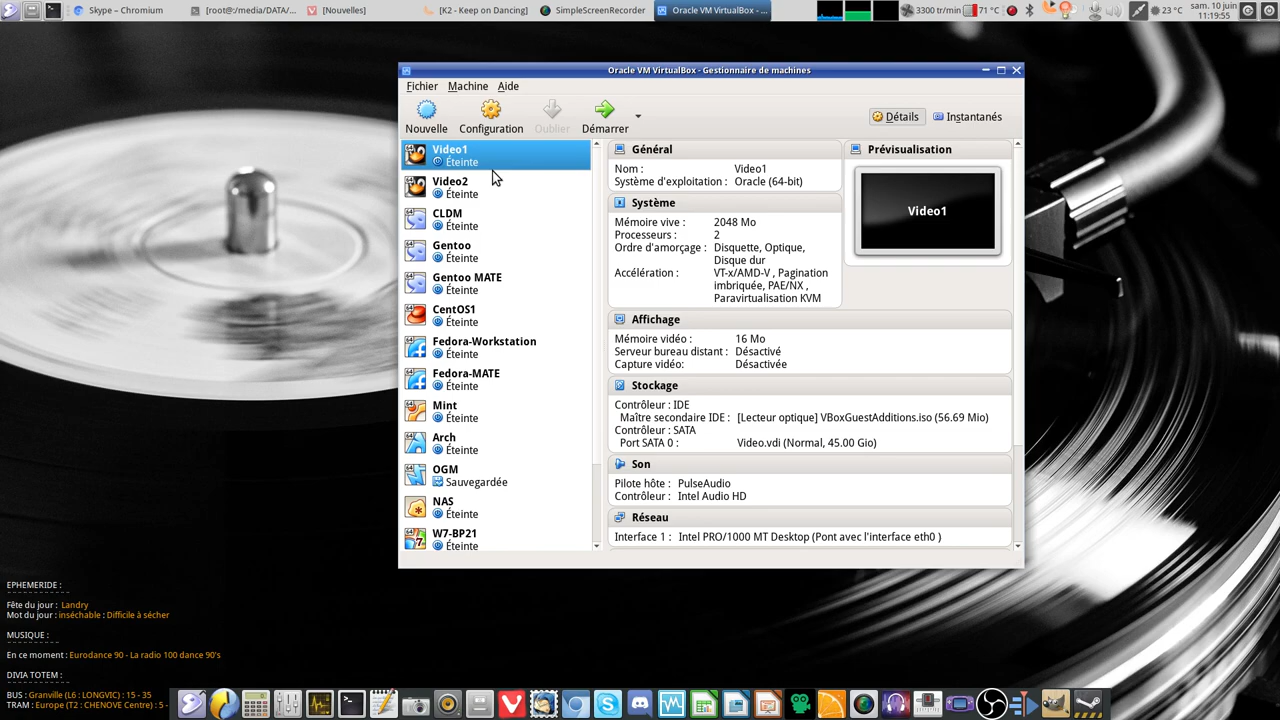 Skype – Chromium
[root@:/media/DATA/...
[Nouvelles]
[K2 - Keep on Dancing]
SimpleScreenRecorder
Oracle VM VirtualBox - ...
3300 tr/min
71 °C
23 °C
sam. 10 juin
11:19:55
Oracle VM VirtualBox - Gestionnaire de machines
Fichier Machine Aide
Nouvelle Configuration Oublier Démarrer
Détails Instantanés
Video1
Éteinte
Video2
Éteinte
CLDM
Éteinte
Gentoo
Éteinte
Gentoo MATE
Éteinte
CentOS1
Éteinte
Fedora-Workstation
Éteinte
Fedora-MATE
Éteinte
Mint
Éteinte
Arch
Éteinte
OGM
Sauvegardée
NAS
Éteinte
W7-BP21
Éteinte
Général
Nom : Video1
Système d'exploitation : Oracle (64-bit)
Système
Mémoire vive : 2048 Mo
Processeurs : 2
Ordre d'amorçage : Disquette, Optique,
Disque dur
Accélération : VT-x/AMD-V , Pagination
imbriquée, PAE/NX ,
Paravirtualisation KVM
Prévisualisation
Video1
Affichage
Mémoire vidéo : 16 Mo
Serveur bureau distant : Désactivé
Capture vidéo: Désactivée
Stockage
Contrôleur : IDE
Maître secondaire IDE : [Lecteur optique] VBoxGuestAdditions.iso (56.69 Mio)
Contrôleur : SATA
Port SATA 0 : Video.vdi (Normal, 45.00 Gio)
Son
Pilote hôte : PulseAudio
Contrôleur : Intel Audio HD
Réseau
Interface 1 : Intel PRO/1000 MT Desktop (Pont avec l'interface eth0 )
EPHEMERIDE :
Fête du jour : Landry
Mot du jour : inséchable : Difficile à sécher
MUSIQUE :
En ce moment : Eurodance 90 - La radio 100 dance 90's
DIVIA TOTEM :
BUS : Granville (L6 : LONGVIC) : 15 - 35
TRAM : Europe (T2 : CHENOVE Centre) : 5 -